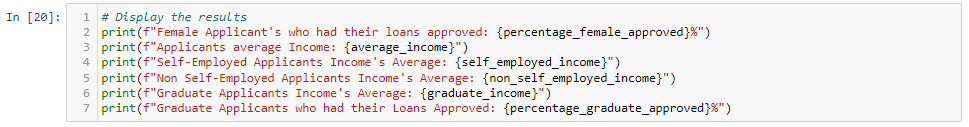 In [20]: 1 # Display the results
2 print(f"Female Applicant's who had their loans approved: {percentage_female_approved}%")
3 print(f"Applicants average Income: {average_income}")
4 print(f"Self-Employed Applicants Income's Average: {self_employed_income}")
5 print(f"Non Self-Employed Applicants Income's Average: {non_self_employed_income}")
6 print(f"Graduate Applicants Income's Average: {graduate_income}")
7 print(f"Graduate Applicants who had their Loans Approved: {percentage_graduate_approved}%")